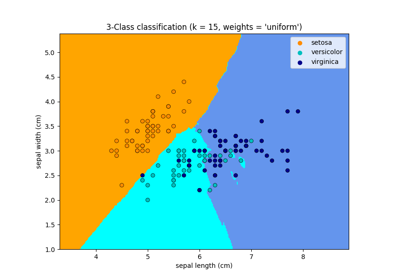 3-Class classification (k = 15, weights = 'uniform')
setosa
versicolor
virginica
sepal width (cm)
5.0
4.5
4.0
3.5
3.0
2.5
2.0
1.5
1.0
4
5
6
7
8
sepal length (cm)